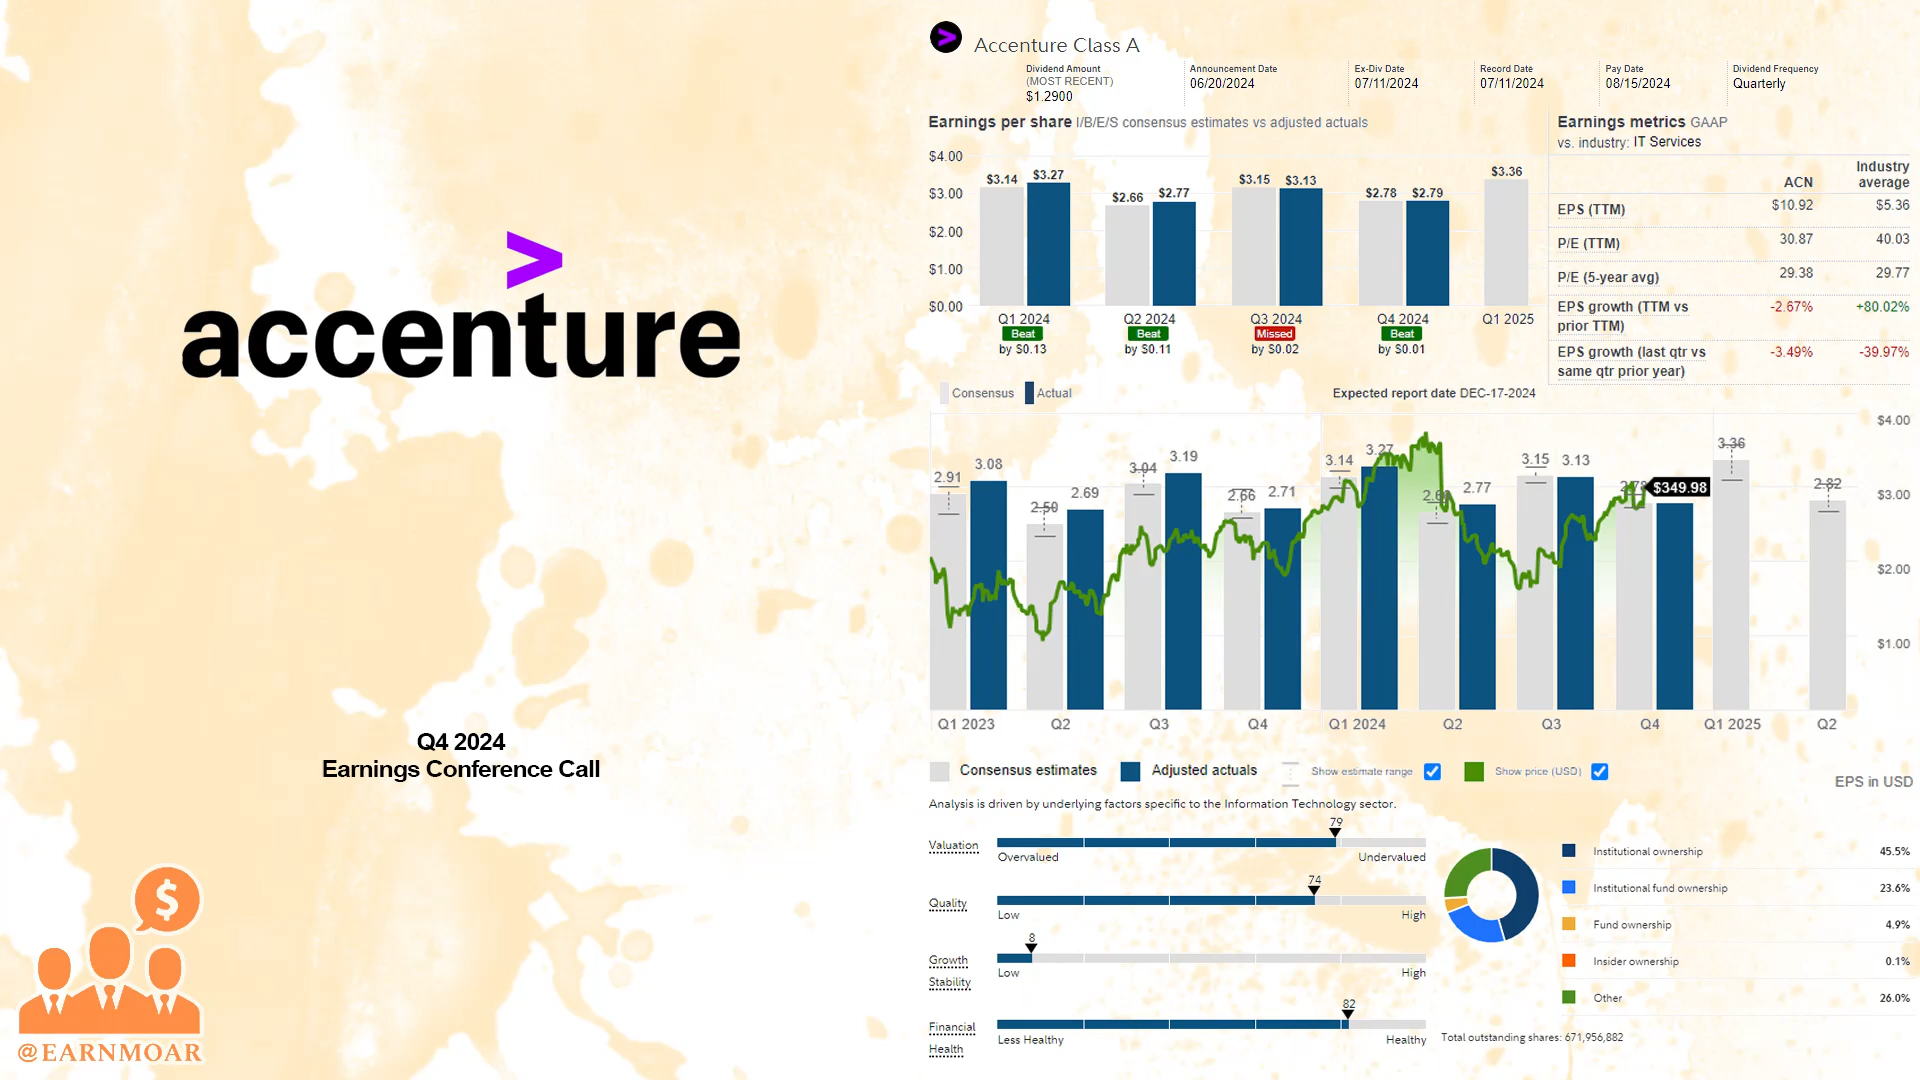 accenture
Q4 2024
Earnings Conference Call
$
@EARNMOAR
Accenture Class A
Dividend Amount
(MOST RECENT)
$1.2900
Announcement Date
06/20/2024
Ex-Div Date
07/11/2024
Record Date
07/11/2024
Pay Date
08/15/2024
Dividend Frequency
Quarterly
Earnings per share I/B/E/S consensus estimates vs adjusted actuals
$4.00
$3.00
$2.00
$1.00
$0.00
$3.14 $3.27
$2.66 $2.77
$3.15 $3.13
$2.78 $2.79
$3.36
Q1 2024
Beat
by $0.13
Q2 2024
Beat
by $0.11
Q3 2024
Missed
by $0.02
Q4 2024
Beat
by $0.01
Q1 2025
Consensus Actual
Expected report date DEC-17-2024
Earnings metrics GAAP
vs. industry: IT Services
ACN Industry average
EPS (TTM) $10.92 $5.36
P/E (TTM) 30.87 40.03
P/E (5-year avg) 29.38 29.77
EPS growth (TTM vs prior TTM) -2.67% +80.02%
EPS growth (last qtr vs same qtr prior year) -3.49% -39.97%
$4.00
$3.00
$2.00
$1.00
2.91 3.08
2.50 2.69
3.04 3.19
2.66 2.71
3.14 3.27
2.77
3.15 3.13
2.78
$349.98
3.36
2.82
Q1 2023 Q2 Q3 Q4 Q1 2024 Q2 Q3 Q4 Q1 2025 Q2
Consensus estimates Adjusted actuals Show estimate range Show price (USD)
EPS in USD
Analysis is driven by underlying factors specific to the Information Technology sector.
Valuation
79
Overvalued Undervalued
Quality
74
Low High
Growth Stability
8
Low High
Financial Health
82
Less Healthy Healthy
Institutional ownership 45.5%
Institutional fund ownership 23.6%
Fund ownership 4.9%
Insider ownership 0.1%
Other 26.0%
Total outstanding shares: 671,956,882